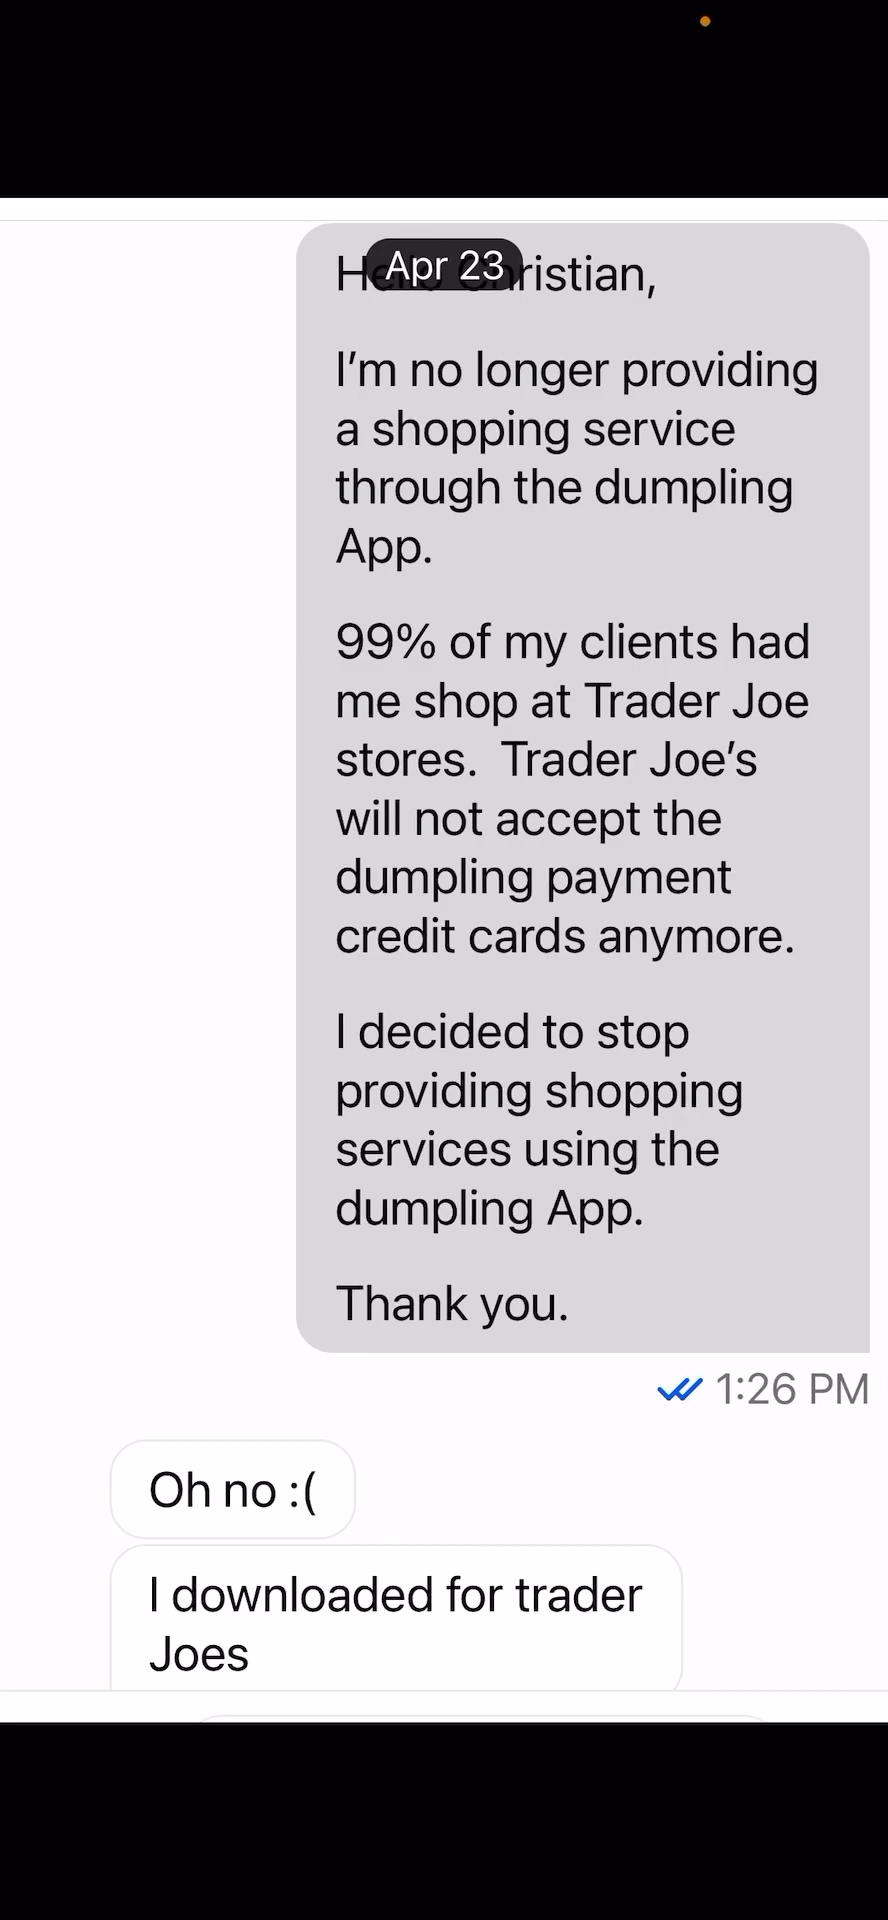 Apr 23
Hello Christian,
I'm no longer providing
a shopping service
through the dumpling
App.
99% of my clients had
me shop at Trader Joe
stores.  Trader Joe's
will not accept the
dumpling payment
credit cards anymore.
I decided to stop
providing shopping
services using the
dumpling App.
Thank you.
1:26 PM
Oh no :(
I downloaded for trader
Joes